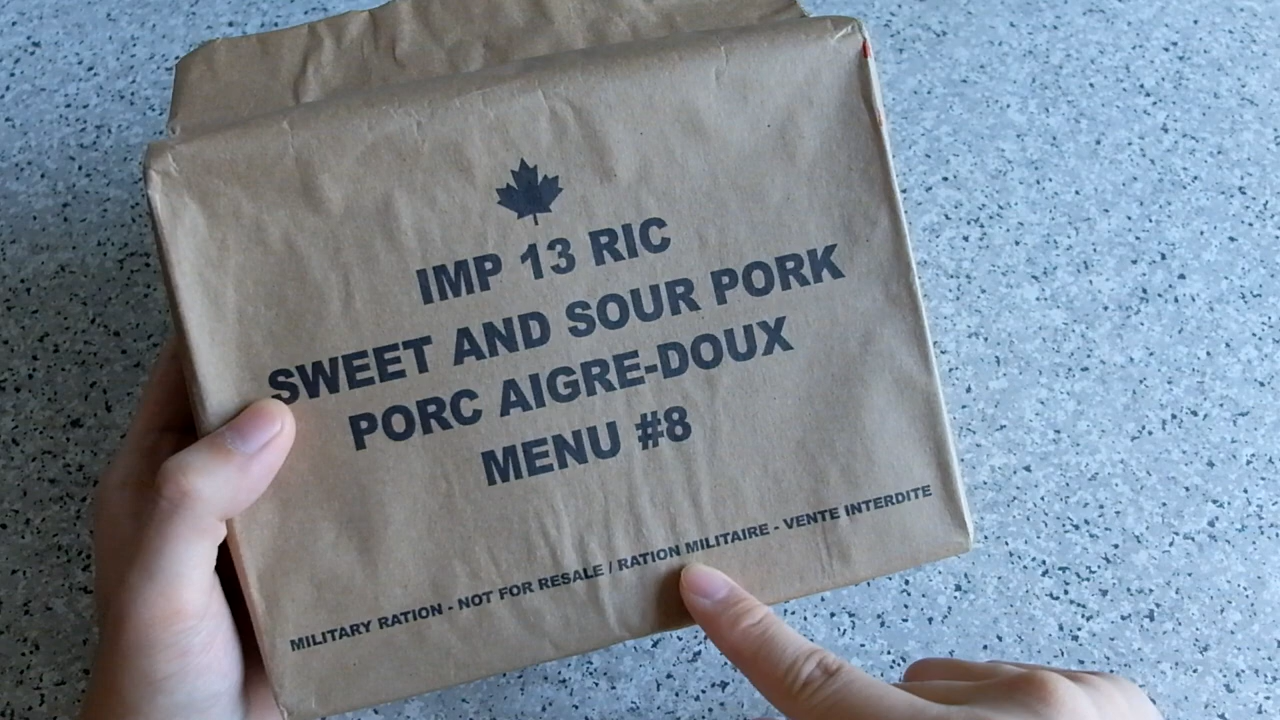 IMP 13 RIC
SWEET AND SOUR PORK
PORC AIGRE-DOUX
MENU #8
MILITARY RATION - NOT FOR RESALE / RATION MILITAIRE - VENTE INTERDITE